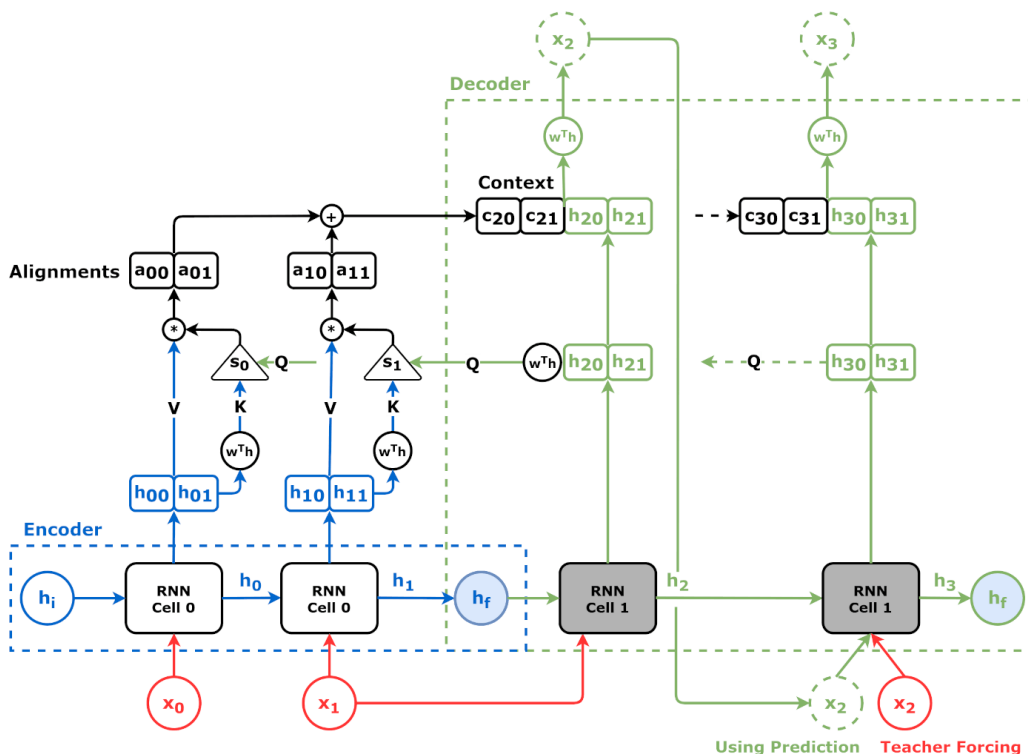 x₂ x₃
Decoder
wᵀh wᵀh
Context
+ c₂₀ c₂₁ h₂₀ h₂₁ c₃₀ c₃₁ h₃₀ h₃₁
Alignments a₀₀ a₀₁ a₁₀ a₁₁
* *
s₀ Q s₁ Q wᵀh h₂₀ h₂₁ Q h₃₀ h₃₁
V K V K
wᵀh wᵀh
h₀₀ h₀₁ h₁₀ h₁₁
Encoder
hᵢ RNN Cell 0 h₀ RNN Cell 0 h₁ h_f RNN Cell 1 h₂ RNN Cell 1 h₃ h_f
x₀ x₁ x₂ x₂
Using Prediction Teacher Forcing